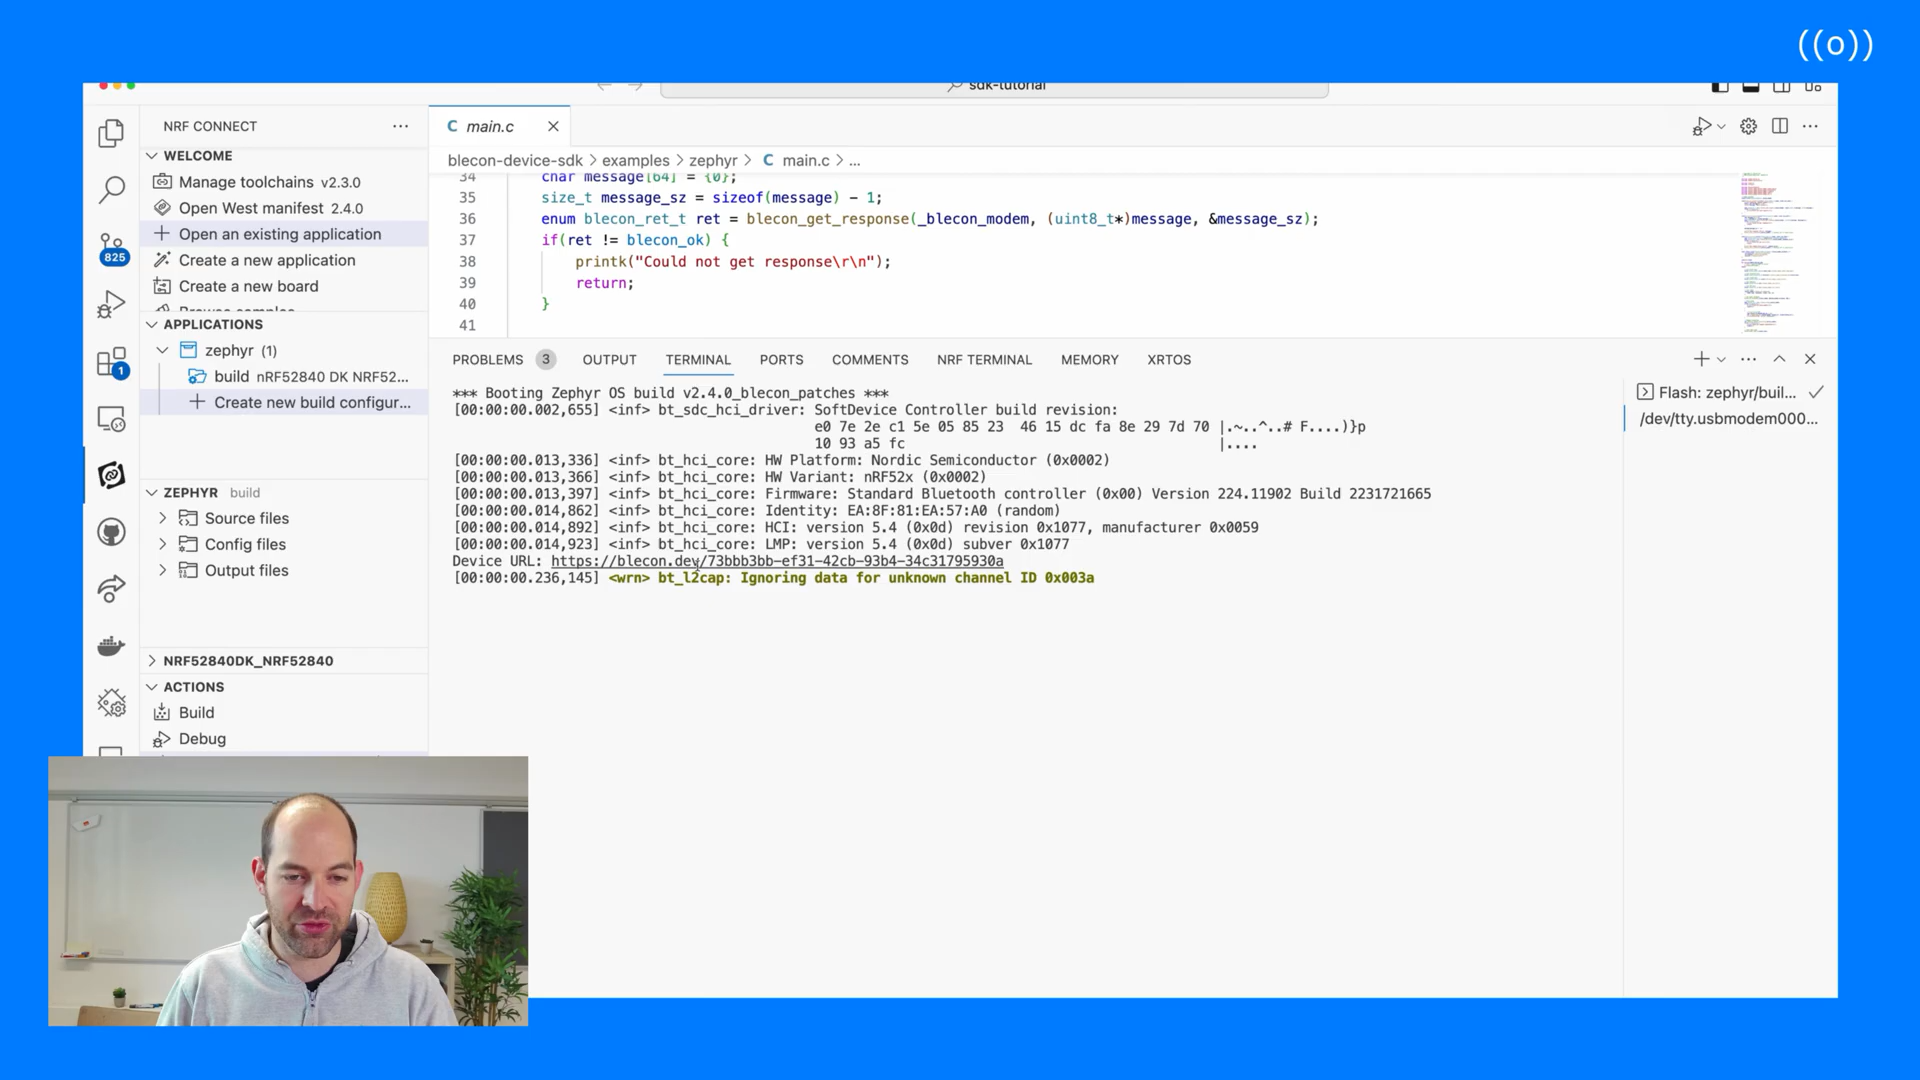 ((o))
sdk-tutorial
NRF CONNECT
WELCOME
Manage toolchains v2.3.0
Open West manifest 2.4.0
Open an existing application
825
Create a new application
Create a new board
APPLICATIONS
zephyr (1)
1
build nRF52840 DK NRF52...
Create new build configur...
ZEPHYR build
Source files
Config files
Output files
NRF52840DK_NRF52840
ACTIONS
Build
Debug
C main.c
blecon-device-sdk > examples > zephyr > C main.c > ...
34 char message[64] = {0};
35 size_t message_sz = sizeof(message) - 1;
36 enum blecon_ret_t ret = blecon_get_response(_blecon_modem, (uint8_t*)message, &message_sz);
37 if(ret != blecon_ok) {
38 printk("Could not get response\r\n");
39 return;
40 }
41
PROBLEMS 3 OUTPUT TERMINAL PORTS COMMENTS NRF TERMINAL MEMORY XRTOS
*** Booting Zephyr OS build v2.4.0_blecon_patches ***
[00:00:00.002,655] <inf> bt_sdc_hci_driver: SoftDevice Controller build revision:
e0 7e 2e c1 5e 05 85 23 46 15 dc fa 8e 29 7d 70 |.~..^..# F....)}p
10 93 a5 fc |....
[00:00:00.013,336] <inf> bt_hci_core: HW Platform: Nordic Semiconductor (0x0002)
[00:00:00.013,366] <inf> bt_hci_core: HW Variant: nRF52x (0x0002)
[00:00:00.013,397] <inf> bt_hci_core: Firmware: Standard Bluetooth controller (0x00) Version 224.11902 Build 2231721665
[00:00:00.014,862] <inf> bt_hci_core: Identity: EA:8F:81:EA:57:A0 (random)
[00:00:00.014,892] <inf> bt_hci_core: HCI: version 5.4 (0x0d) revision 0x1077, manufacturer 0x0059
[00:00:00.014,923] <inf> bt_hci_core: LMP: version 5.4 (0x0d) subver 0x1077
Device URL: https://blecon.dev/73bbb3bb-ef31-42cb-93b4-34c31795930a
[00:00:00.236,145] <wrn> bt_l2cap: Ignoring data for unknown channel ID 0x003a
Flash: zephyr/buil...
/dev/tty.usbmodem000...